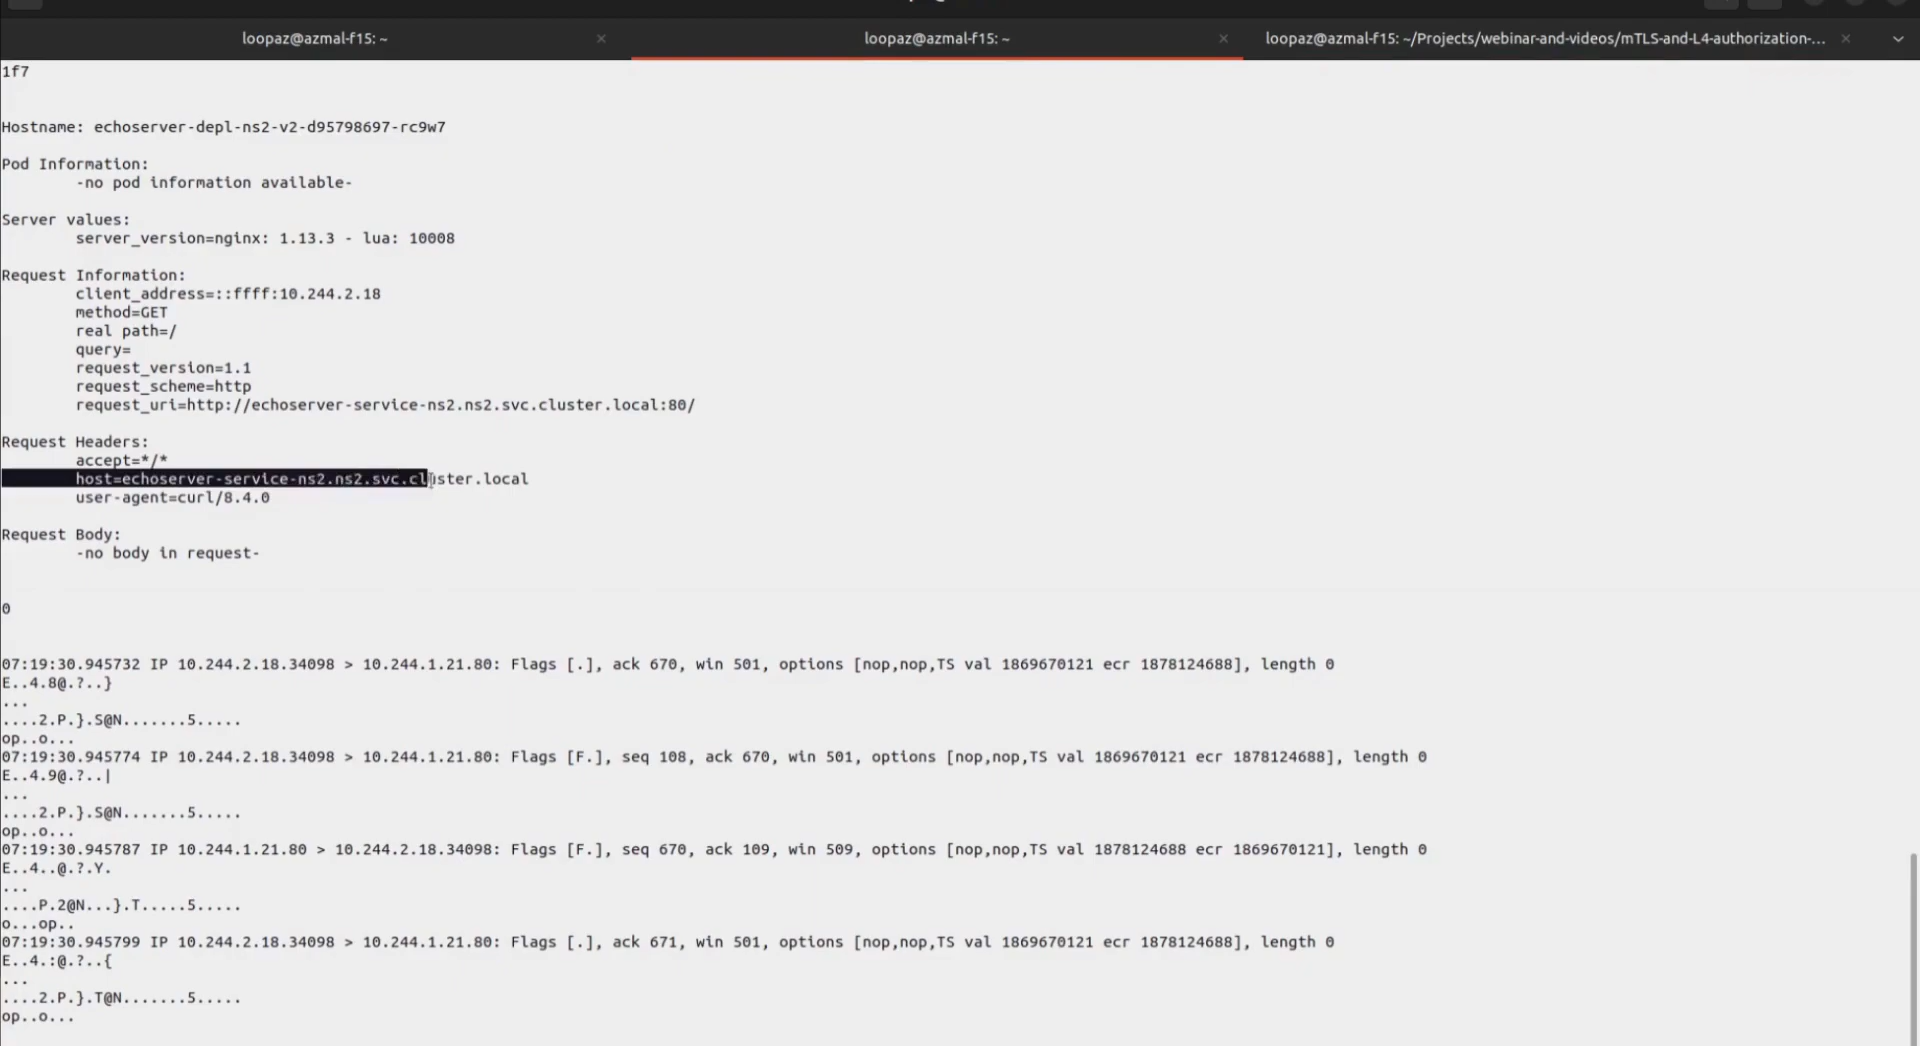 loopaz@azmal-f15: ~
loopaz@azmal-f15: ~
loopaz@azmal-f15: ~/Projects/webinar-and-videos/mTLS-and-L4-authorization-...
1f7
Hostname: echoserver-depl-ns2-v2-d95798697-rc9w7
Pod Information:
-no pod information available-
Server values:
server_version=nginx: 1.13.3 - lua: 10008
Request Information:
client_address=::ffff:10.244.2.18
method=GET
real path=/
query=
request_version=1.1
request_scheme=http
request_uri=http://echoserver-service-ns2.ns2.svc.cluster.local:80/
Request Headers:
accept=*/*
host=echoserver-service-ns2.ns2.svc.cluster.local
user-agent=curl/8.4.0
Request Body:
-no body in request-
0
07:19:30.945732 IP 10.244.2.18.34098 > 10.244.1.21.80: Flags [.], ack 670, win 501, options [nop,nop,TS val 1869670121 ecr 1878124688], length 0
E..4.8@.?..}
...
....2.P.}.S@N.......5.....
op..o...
07:19:30.945774 IP 10.244.2.18.34098 > 10.244.1.21.80: Flags [F.], seq 108, ack 670, win 501, options [nop,nop,TS val 1869670121 ecr 1878124688], length 0
E..4.9@.?..|
...
....2.P.}.S@N.......5.....
op..o...
07:19:30.945787 IP 10.244.1.21.80 > 10.244.2.18.34098: Flags [F.], seq 670, ack 109, win 509, options [nop,nop,TS val 1878124688 ecr 1869670121], length 0
E..4..@.?.Y.
...
....P.2@N...}.T.....5.....
o...op..
07:19:30.945799 IP 10.244.2.18.34098 > 10.244.1.21.80: Flags [.], ack 671, win 501, options [nop,nop,TS val 1869670121 ecr 1878124688], length 0
E..4.:@.?..{
...
....2.P.}.T@N.......5.....
op..o...